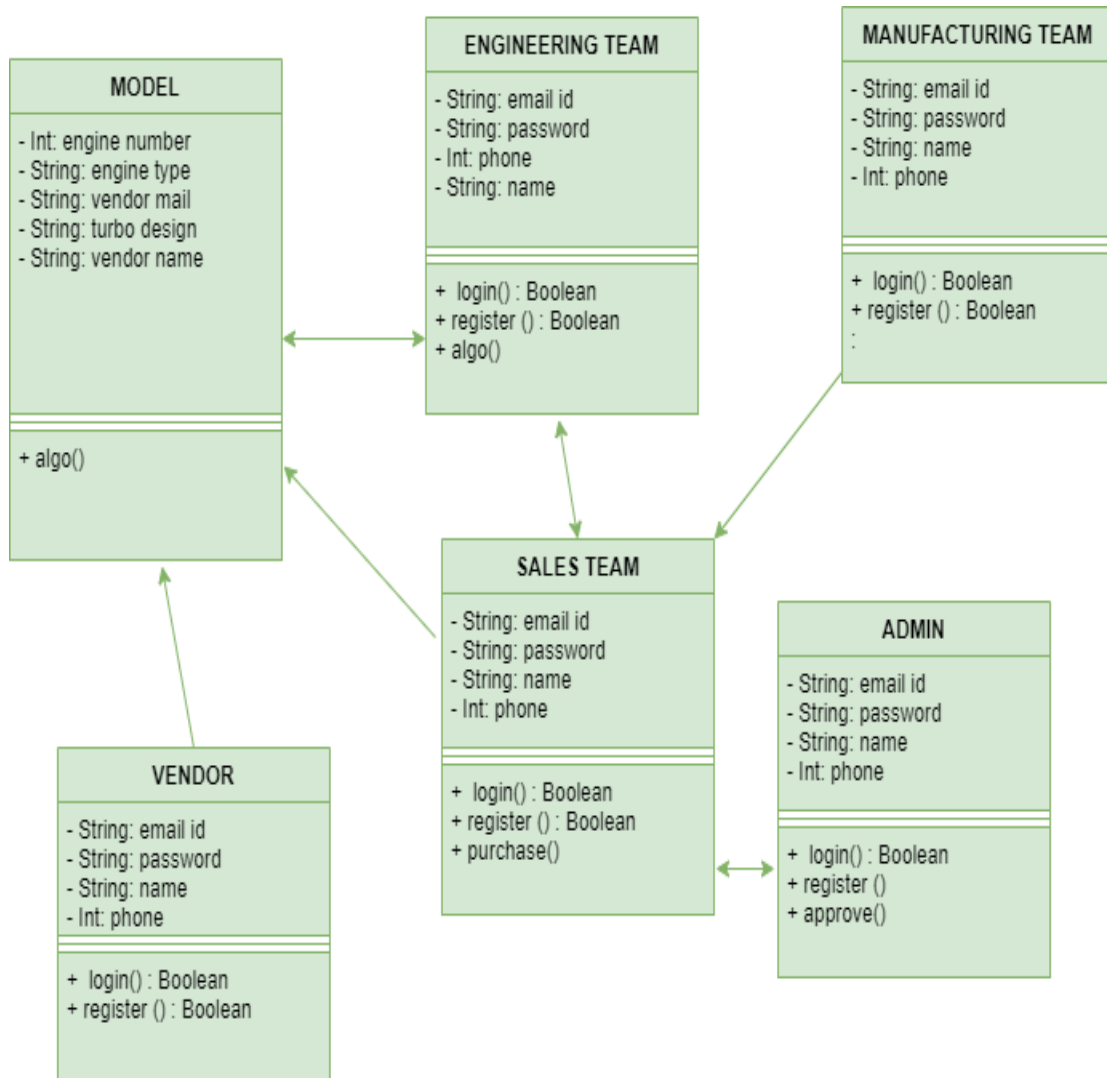 MODEL
- Int: engine number
- String: engine type
- String: vendor mail
- String: turbo design
- String: vendor name
+ algo()
ENGINEERING TEAM
- String: email id
- String: password
- Int: phone
- String: name
+  login() : Boolean
+ register () : Boolean
+ algo()
MANUFACTURING TEAM
- String: email id
- String: password
- String: name
- Int: phone
+  login() : Boolean
+ register () : Boolean
:
SALES TEAM
- String: email id
- String: password
- String: name
- Int: phone
+  login() : Boolean
+ register () : Boolean
+ purchase()
ADMIN
- String: email id
- String: password
- String: name
- Int: phone
+  login() : Boolean
+ register ()
+ approve()
VENDOR
- String: email id
- String: password
- String: name
- Int: phone
+  login() : Boolean
+ register () : Boolean